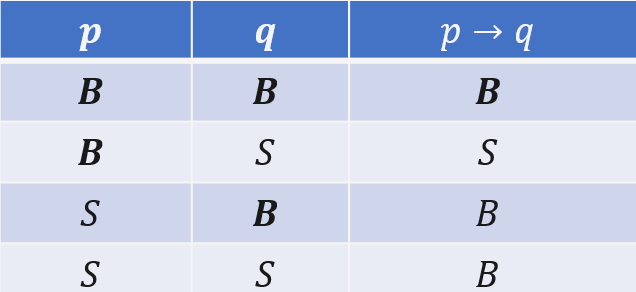 p q p → q
B B B
B S S
S B B
S S B